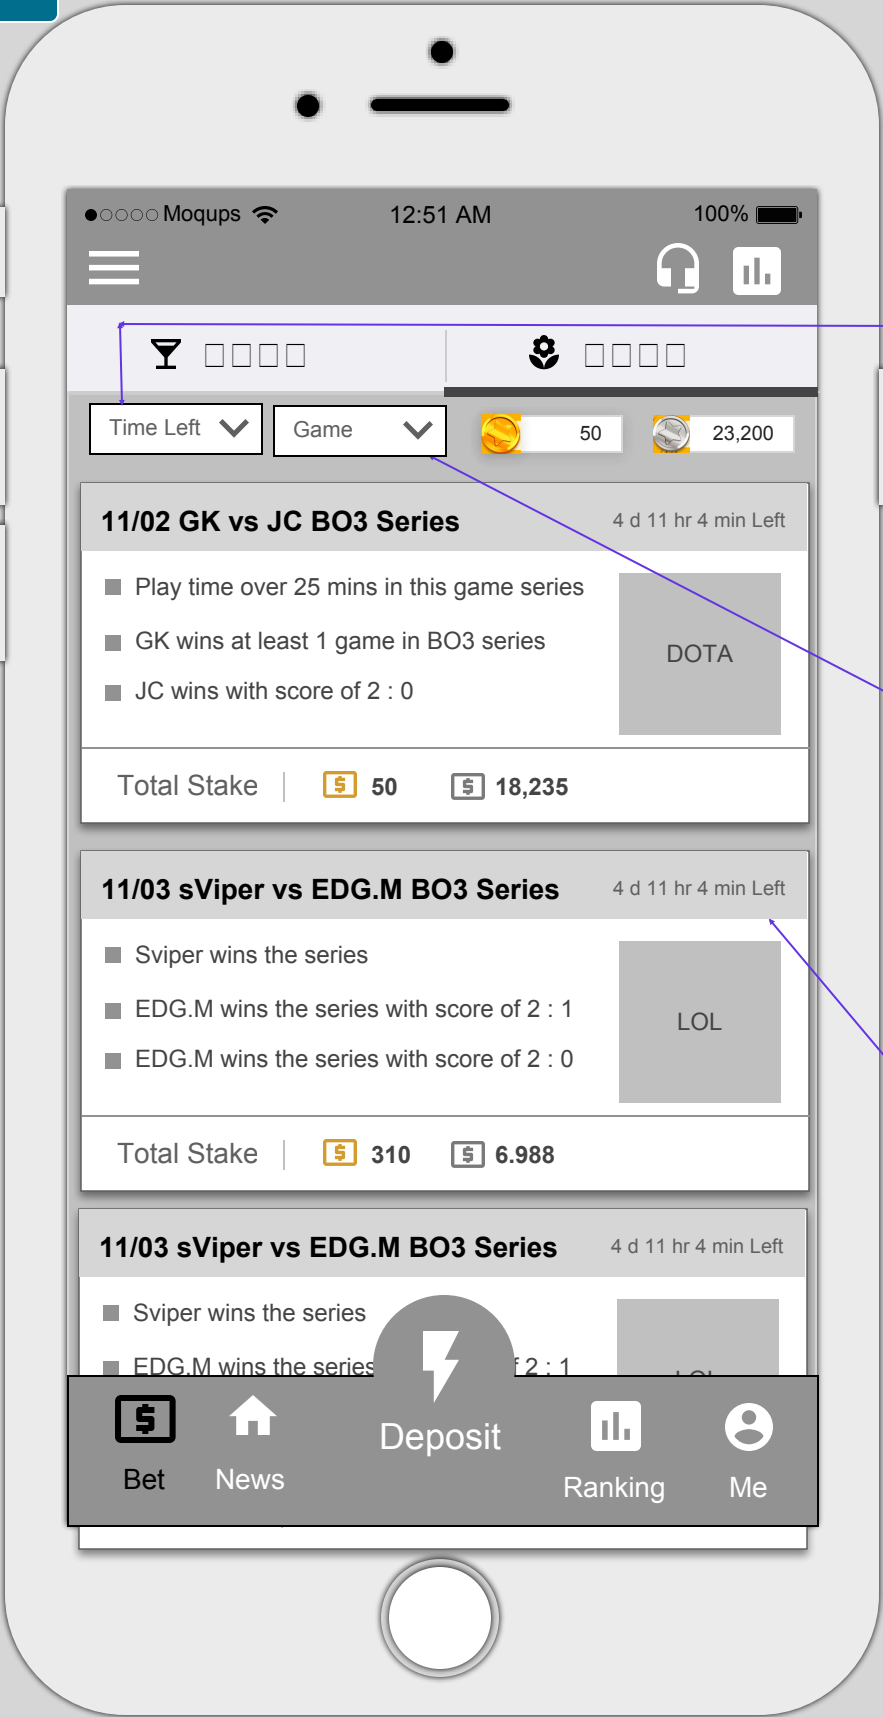 Moqups 12:51 AM 100%
Time Left Game 50 23,200
11/02 GK vs JC BO3 Series 4 d 11 hr 4 min Left
Play time over 25 mins in this game series
GK wins at least 1 game in BO3 series
JC wins with score of 2 : 0
DOTA
Total Stake 50 18,235
11/03 sViper vs EDG.M BO3 Series 4 d 11 hr 4 min Left
Sviper wins the series
EDG.M wins the series with score of 2 : 1
EDG.M wins the series with score of 2 : 0
LOL
Total Stake 310 6.988
11/03 sViper vs EDG.M BO3 Series 4 d 11 hr 4 min Left
Sviper wins the series
EDG.M wins the series 2 : 1
Deposit
Bet News Ranking Me